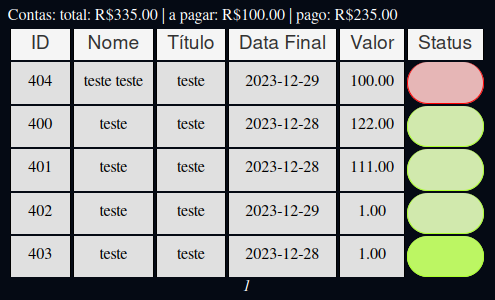 Contas: total: R$335.00 | a pagar: R$100.00 | pago: R$235.00
ID Nome Título Data Final Valor Status
404 teste teste teste 2023-12-29 100.00
400 teste teste 2023-12-28 122.00
401 teste teste 2023-12-28 111.00
402 teste teste 2023-12-29 1.00
403 teste teste 2023-12-28 1.00
1